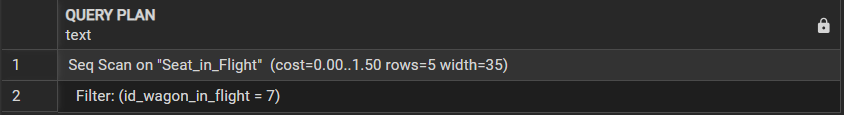 QUERY PLAN
text
1 Seq Scan on "Seat_in_Flight" (cost=0.00..1.50 rows=5 width=35)
2 Filter: (id_wagon_in_flight = 7)